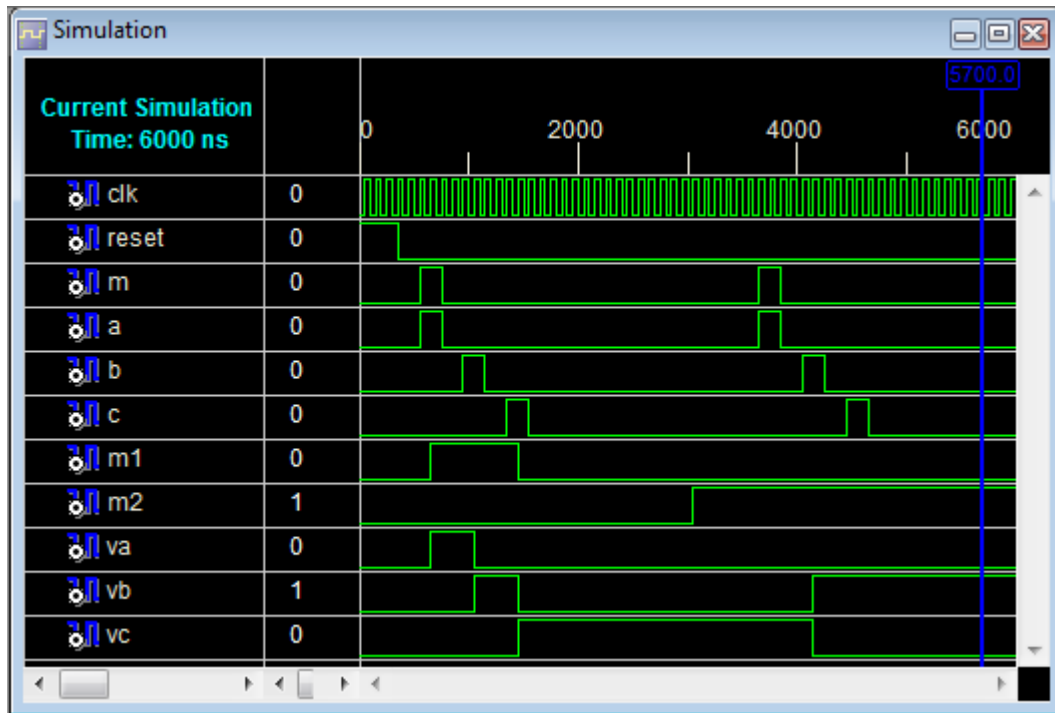 Simulation
5700.0
Current Simulation
Time: 6000 ns
0 2000 4000 6000
clk 0
reset 0
m 0
a 0
b 0
c 0
m1 0
m2 1
va 0
vb 1
vc 0